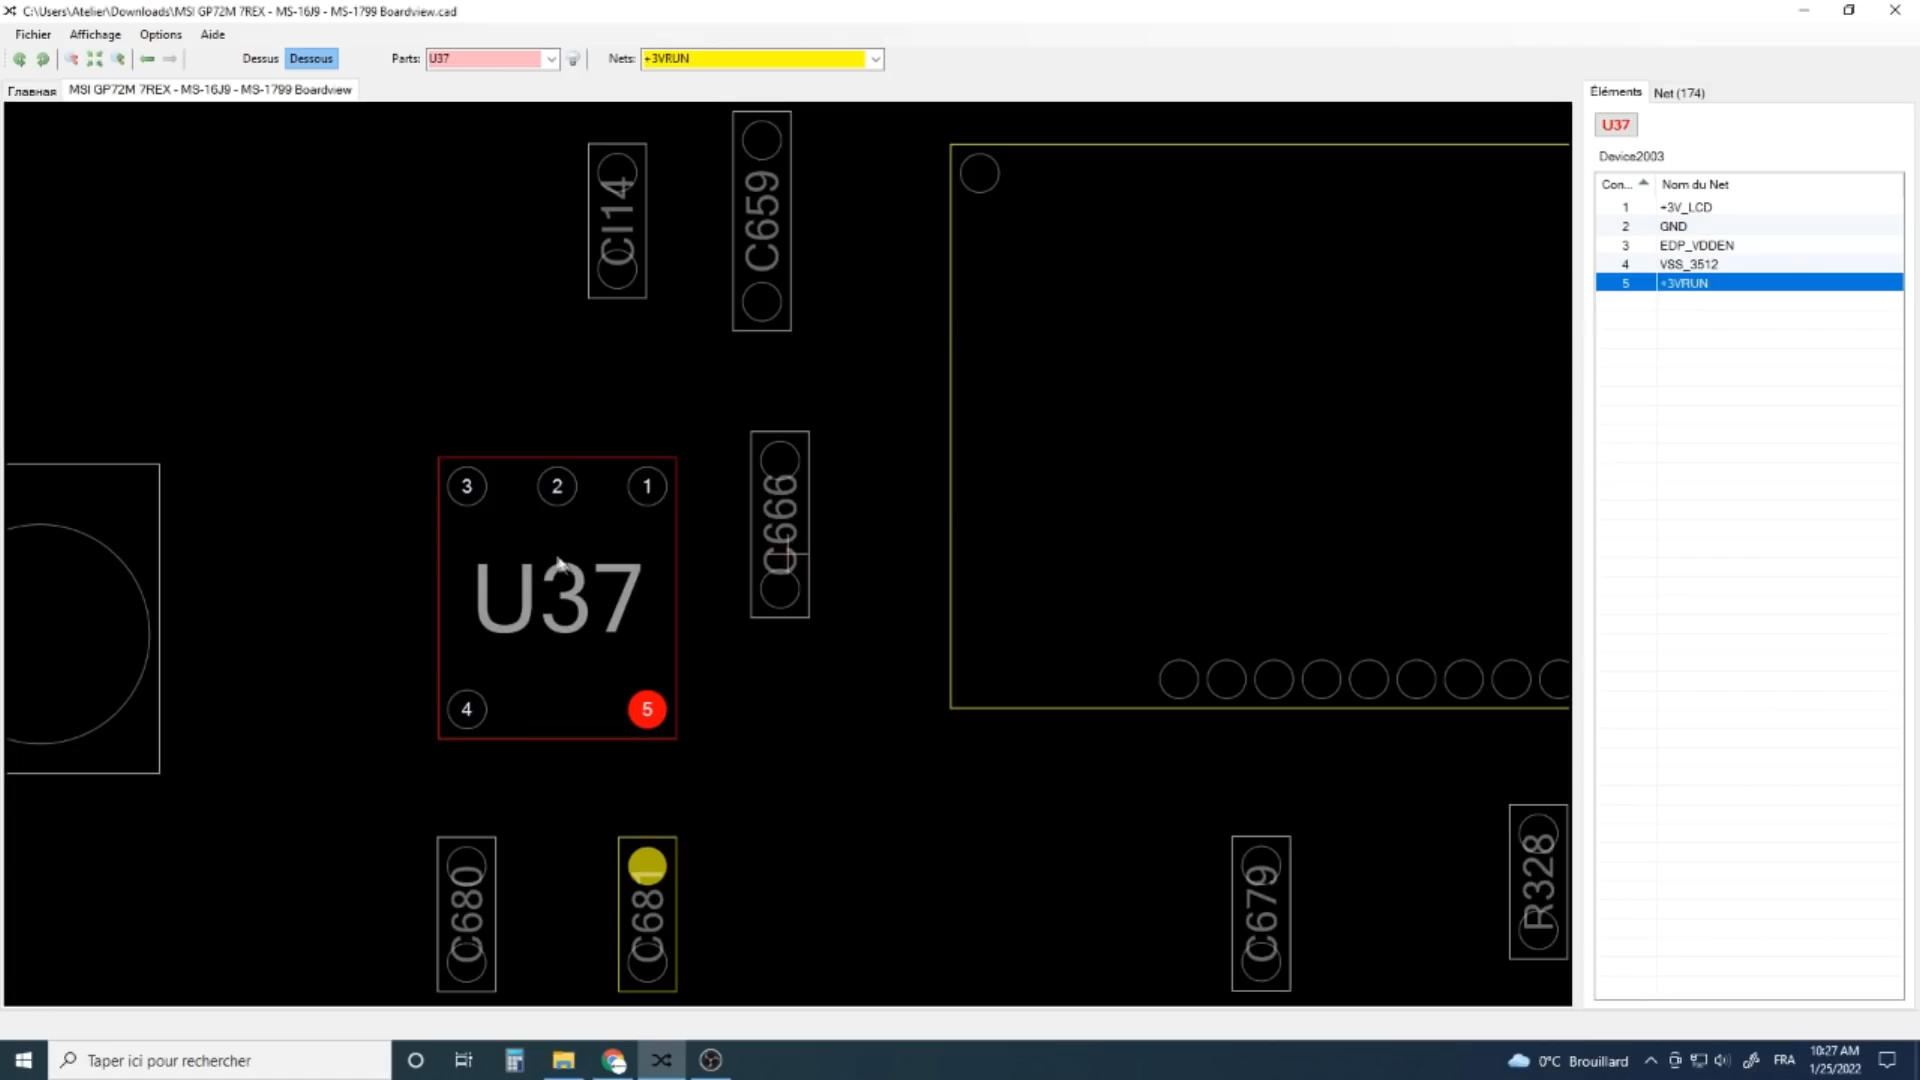 C:\Users\Atelier\Downloads\MSI GP72M 7REX - MS-16J9 - MS-1799 Boardview.cad
Fichier Affichage Options Aide
Dessus Dessous Parts: U37 Nets: +3VRUN
Главная MSI GP72M 7REX - MS-16J9 - MS-1799 Boardview
Éléments Net (174)
U37
Device2003
Con... Nom du Net
1 +3V_LCD
2 GND
3 EDP_VDDEN
4 VSS_3512
5 +3VRUN
CI14
C659
C666
3 2 1
U37
4 5
C680
C681
C679
R328
Taper ici pour rechercher
0°C Brouillard
FRA
10:27 AM
1/25/2022